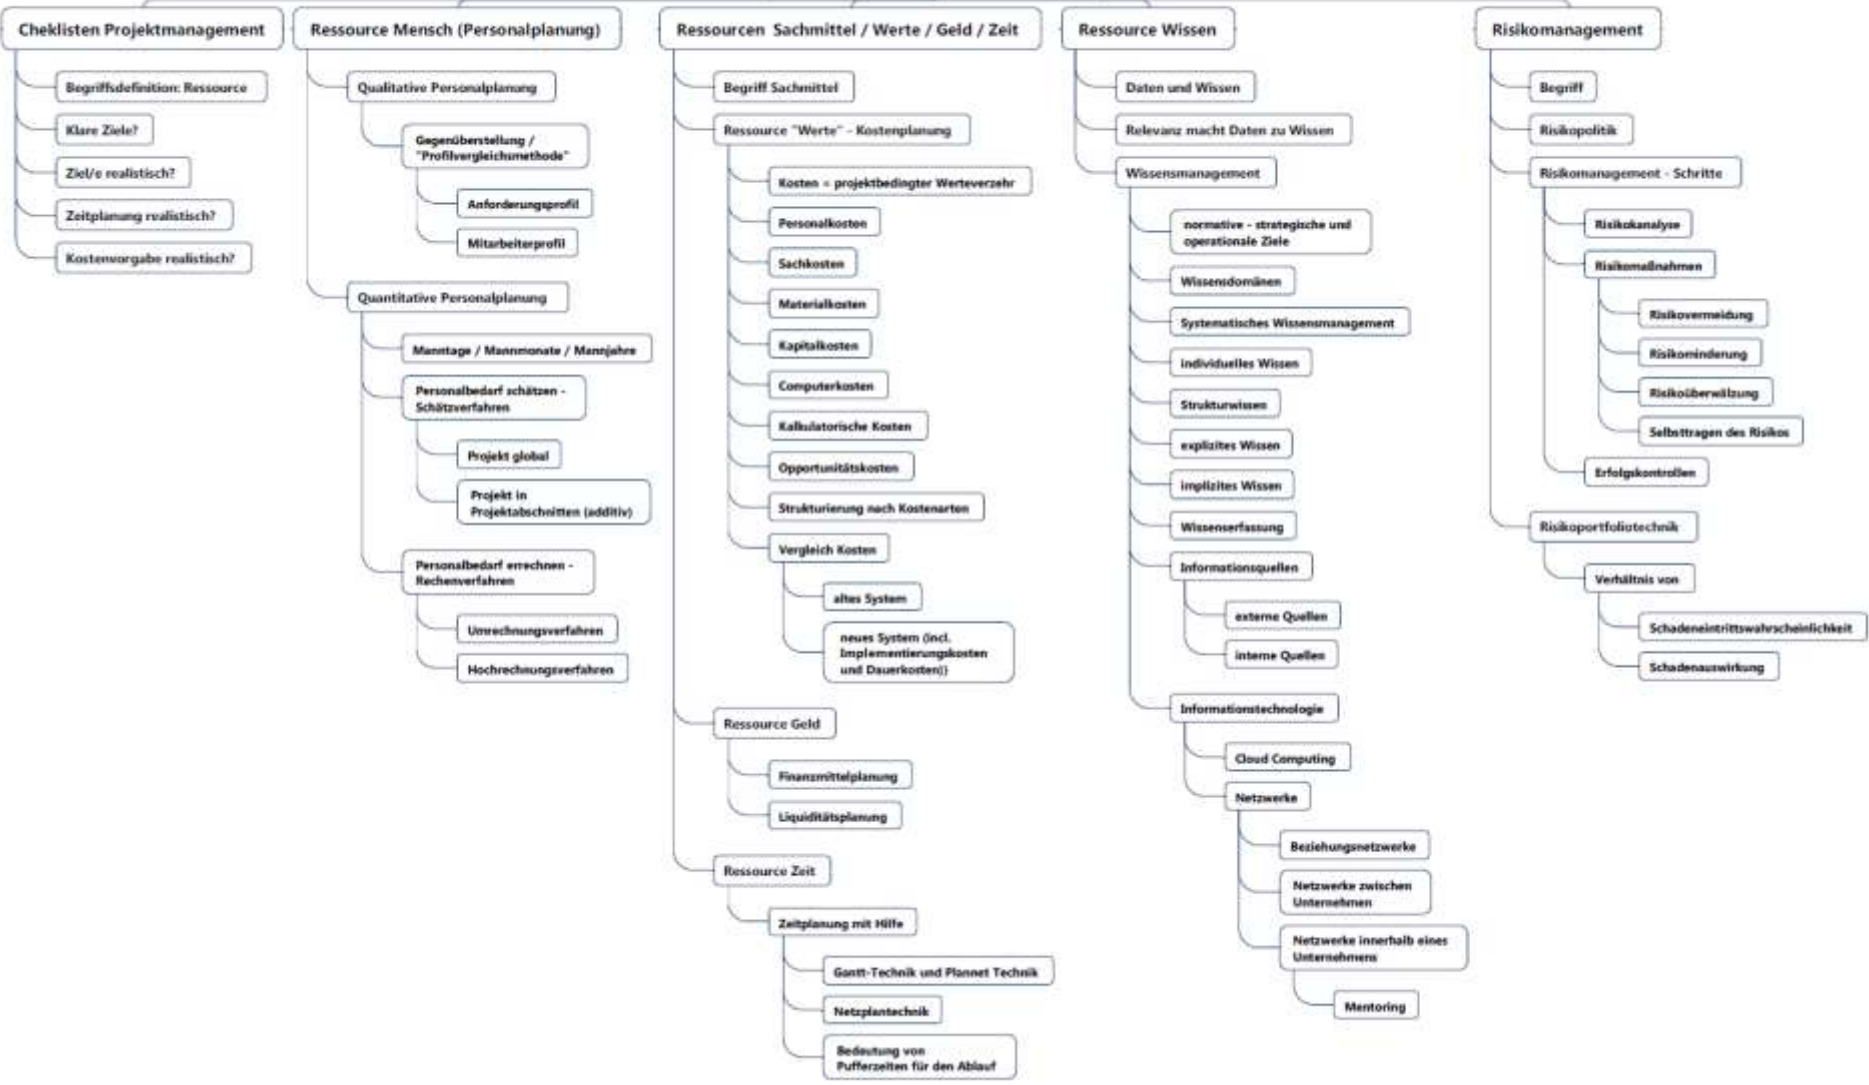 Cheklisten Projektmanagement
Begriffsdefinition: Ressource
Klare Ziele?
Ziel/e realistisch?
Zeitplanung realistisch?
Kostenvorgabe realistisch?
Ressource Mensch (Personalplanung)
Qualitative Personalplanung
Gegenüberstellung /
"Profilvergleichsmethode"
Anforderungsprofil
Mitarbeiterprofil
Quantitative Personalplanung
Manntage / Mannmonate / Mannjahre
Personalbedarf schätzen -
Schätzverfahren
Projekt global
Projekt in
Projektabschnitten (additiv)
Personalbedarf errechnen -
Rechenverfahren
Umrechnungsverfahren
Hochrechnungsverfahren
Ressourcen Sachmittel / Werte / Geld / Zeit
Begriff Sachmittel
Ressource "Werte" - Kostenplanung
Kosten = projektbedingter Werteverzehr
Personalkosten
Sachkosten
Materialkosten
Kapitalkosten
Computerkosten
Kalkulatorische Kosten
Opportunitätskosten
Strukturierung nach Kostenarten
Vergleich Kosten
altes System
neues System (incl.
Implementierungskosten
und Dauerkosten))
Ressource Geld
Finanzmittelplanung
Liquiditätsplanung
Ressource Zeit
Zeitplanung mit Hilfe
Gantt-Technik und Plannet Technik
Netzplantechnik
Bedeutung von
Pufferzeiten für den Ablauf
Ressource Wissen
Daten und Wissen
Relevanz macht Daten zu Wissen
Wissensmanagement
normative - strategische und
operationale Ziele
Wissensdomänen
Systematisches Wissensmanagement
individuelles Wissen
Strukturwissen
explizites Wissen
implizites Wissen
Wissenserfassung
Informationsquellen
externe Quellen
interne Quellen
Informationstechnologie
Cloud Computing
Netzwerke
Beziehungsnetzwerke
Netzwerke zwischen
Unternehmen
Netzwerke innerhalb eines
Unternehmens
Mentoring
Risikomanagement
Begriff
Risikopolitik
Risikomanagement - Schritte
Risikokanalyse
Risikomaßnahmen
Risikovermeidung
Risikominderung
Risikoüberwälzung
Selbsttragen des Risikos
Erfolgskontrollen
Risikoportfoliotechnik
Verhältnis von
Schadeneintrittswahrscheinlichkeit
Schadenauswirkung